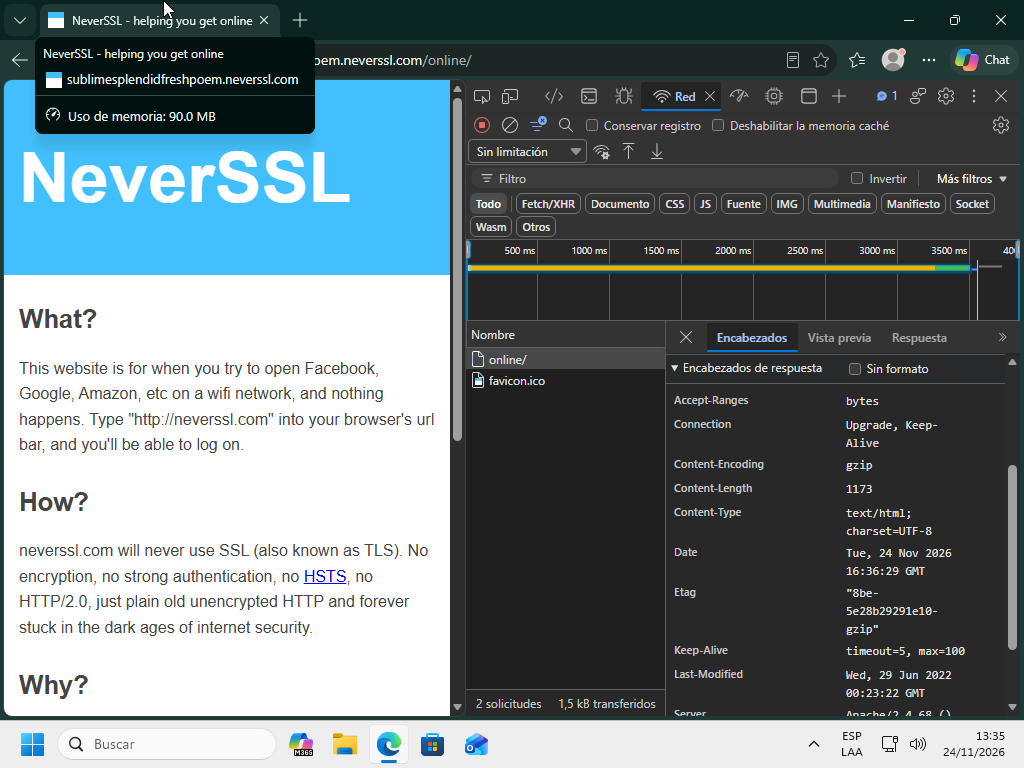 NeverSSL - helping you get online
NeverSSL - helping you get online
sublimesplendidfreshpoem.neverssl.com
Uso de memoria: 90.0 MB
oem.neverssl.com/online/
Chat
NeverSSL
What?
This website is for when you try to open Facebook,
Google, Amazon, etc on a wifi network, and nothing
happens. Type "http://neverssl.com" into your browser's url
bar, and you'll be able to log on.
How?
neverssl.com will never use SSL (also known as TLS). No
encryption, no strong authentication, no HSTS, no
HTTP/2.0, just plain old unencrypted HTTP and forever
stuck in the dark ages of internet security.
Why?
Red
1
Conservar registro
Deshabilitar la memoria caché
Sin limitación
Filtro
Invertir
Más filtros
Todo
Fetch/XHR
Documento
CSS
JS
Fuente
IMG
Multimedia
Manifiesto
Socket
Wasm
Otros
500 ms
1000 ms
1500 ms
2000 ms
2500 ms
3000 ms
3500 ms
400
Nombre
online/
favicon.ico
2 solicitudes
1,5 kB transferidos
Encabezados
Vista previa
Respuesta
Encabezados de respuesta
Sin formato
Accept-Ranges
bytes
Connection
Upgrade, Keep-
Alive
Content-Encoding
gzip
Content-Length
1173
Content-Type
text/html;
charset=UTF-8
Date
Tue, 24 Nov 2026
16:36:29 GMT
Etag
"8be-
5e28b29291e10-
gzip"
Keep-Alive
timeout=5, max=100
Last-Modified
Wed, 29 Jun 2022
00:23:22 GMT
Server
Apache/2.4.68 ()
Buscar
M365
ESP
LAA
13:35
24/11/2026